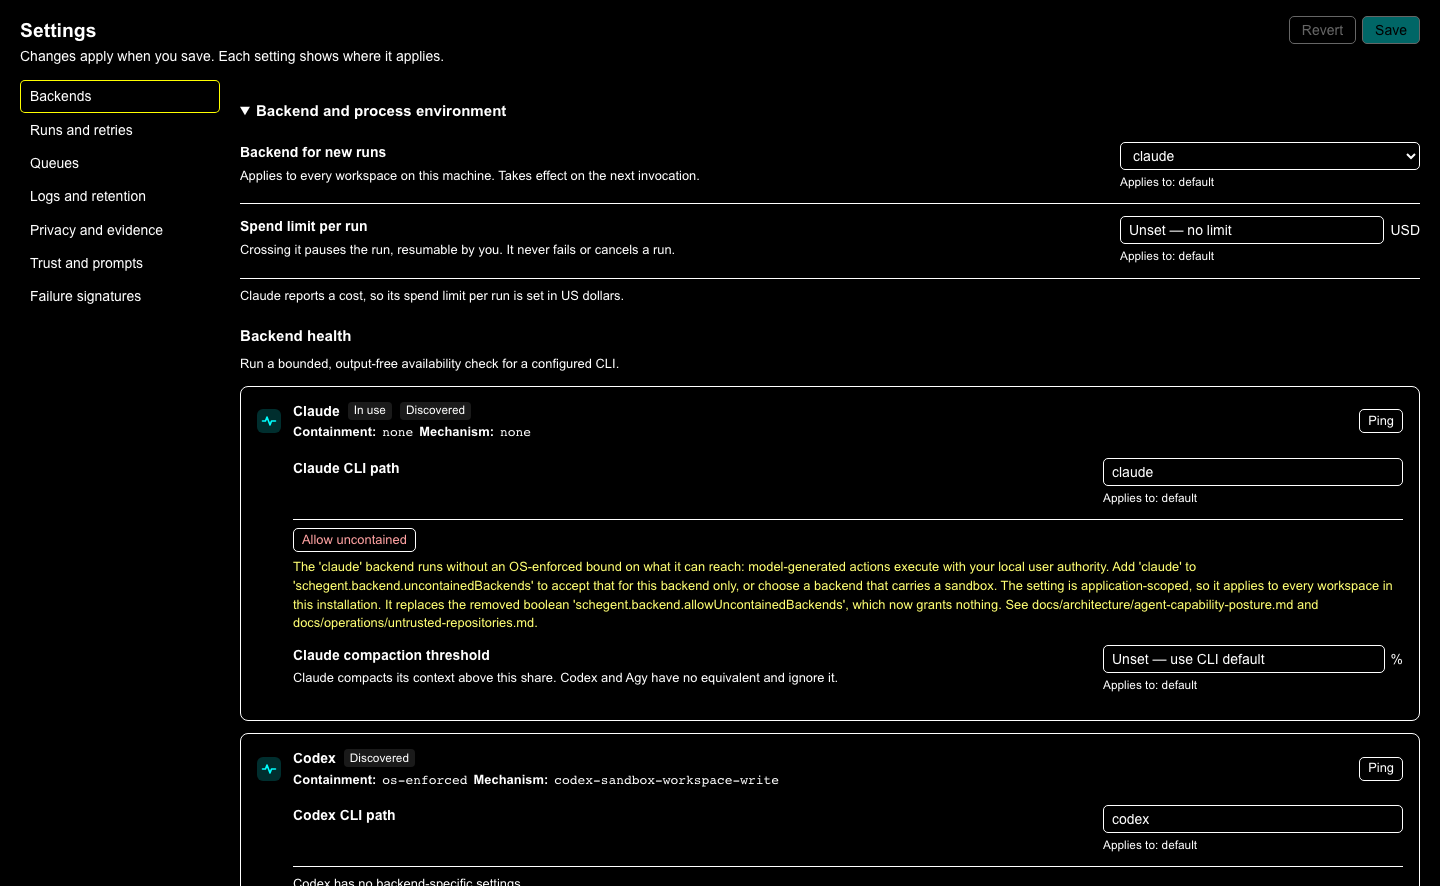 Settings
Revert
Save
Changes apply when you save. Each setting shows where it applies.
Backends
Runs and retries
Queues
Logs and retention
Privacy and evidence
Trust and prompts
Failure signatures
Backend and process environment
Backend for new runs
Applies to every workspace on this machine. Takes effect on the next invocation.
claude
Applies to: default
Spend limit per run
Crossing it pauses the run, resumable by you. It never fails or cancels a run.
Unset — no limit
USD
Applies to: default
Claude reports a cost, so its spend limit per run is set in US dollars.
Backend health
Run a bounded, output-free availability check for a configured CLI.
Claude In use Discovered
Containment: none Mechanism: none
Ping
Claude CLI path
claude
Applies to: default
Allow uncontained
The 'claude' backend runs without an OS-enforced bound on what it can reach: model-generated actions execute with your local user authority. Add 'claude' to
'schegent.backend.uncontainedBackends' to accept that for this backend only, or choose a backend that carries a sandbox. The setting is application-scoped, so it applies to every workspace in
this installation. It replaces the removed boolean 'schegent.backend.allowUncontainedBackends', which now grants nothing. See docs/architecture/agent-capability-posture.md and
docs/operations/untrusted-repositories.md.
Claude compaction threshold
Claude compacts its context above this share. Codex and Agy have no equivalent and ignore it.
Unset — use CLI default
%
Applies to: default
Codex Discovered
Containment: os-enforced Mechanism: codex-sandbox-workspace-write
Ping
Codex CLI path
codex
Applies to: default
Codex has no backend-specific settings